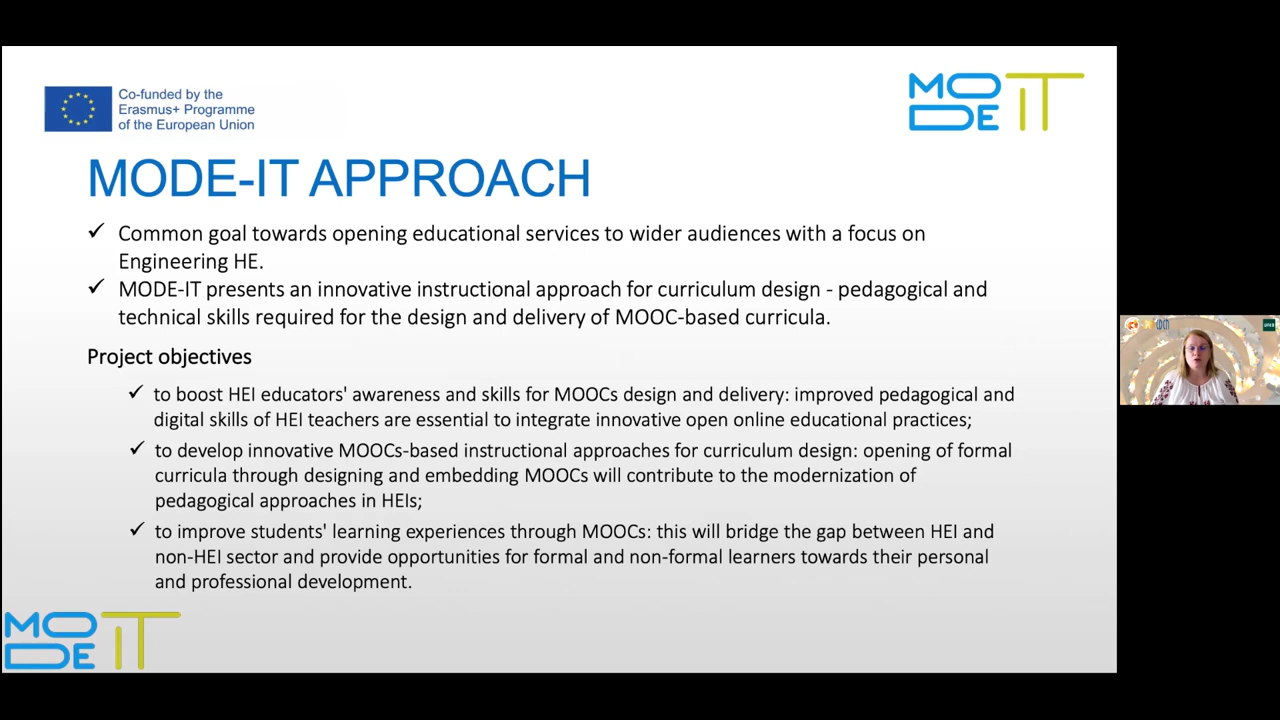 Co-funded by the
Erasmus+ Programme
of the European Union
MO IT
DE
MODE-IT APPROACH
✓ Common goal towards opening educational services to wider audiences with a focus on
Engineering HE.
✓ MODE-IT presents an innovative instructional approach for curriculum design - pedagogical and
technical skills required for the design and delivery of MOOC-based curricula.
Project objectives
✓ to boost HEI educators' awareness and skills for MOOCs design and delivery: improved pedagogical and
digital skills of HEI teachers are essential to integrate innovative open online educational practices;
✓ to develop innovative MOOCs-based instructional approaches for curriculum design: opening of formal
curricula through designing and embedding MOOCs will contribute to the modernization of
pedagogical approaches in HEIs;
✓ to improve students' learning experiences through MOOCs: this will bridge the gap between HEI and
non-HEI sector and provide opportunities for formal and non-formal learners towards their personal
and professional development.
MO IT
DE